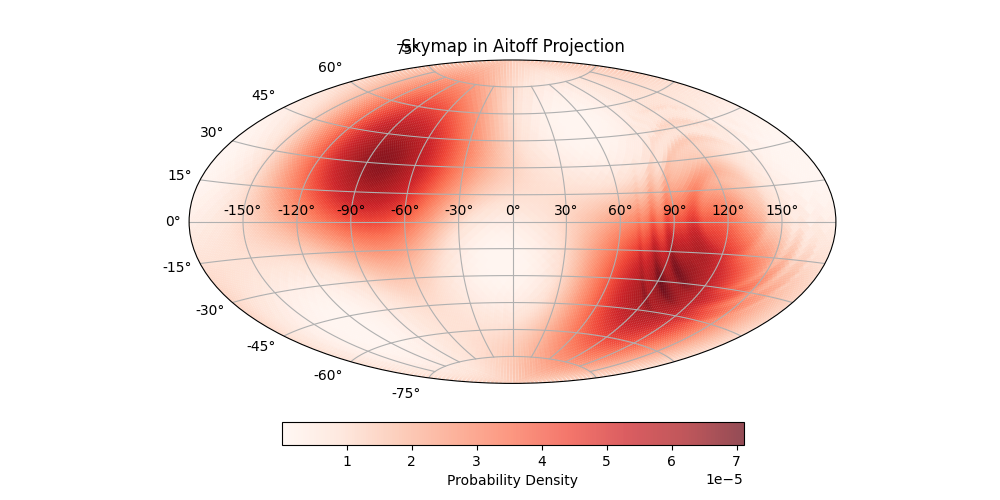 Skymap in Aitoff Projection
75°
60°
45°
30°
15°
-150° -120° -90° -60° -30° 0° 30° 60° 90° 120° 150°
0°
-15°
-30°
-45°
-60°
-75°
1 2 3 4 5 6 7
Probability Density
1e−5